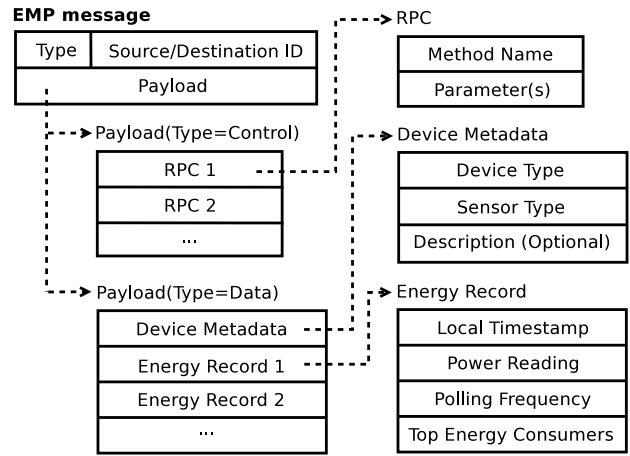 EMP message
Type
Source/Destination ID
Payload
Payload(Type=Control)
RPC 1
RPC 2
...
Payload(Type=Data)
Device Metadata
Energy Record 1
Energy Record 2
...
RPC
Method Name
Parameter(s)
Device Metadata
Device Type
Sensor Type
Description (Optional)
Energy Record
Local Timestamp
Power Reading
Polling Frequency
Top Energy Consumers